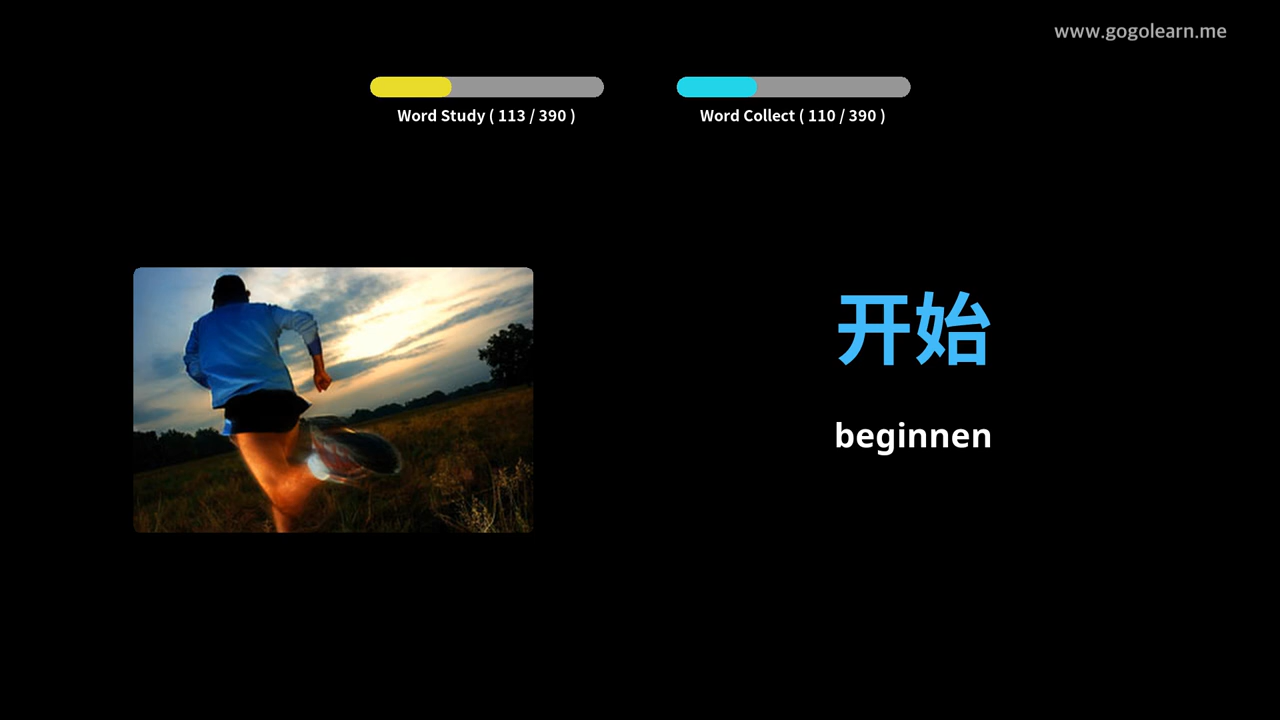 www.gogolearn.me
Word Study ( 113 / 390 )
Word Collect ( 110 / 390 )
开始
beginnen